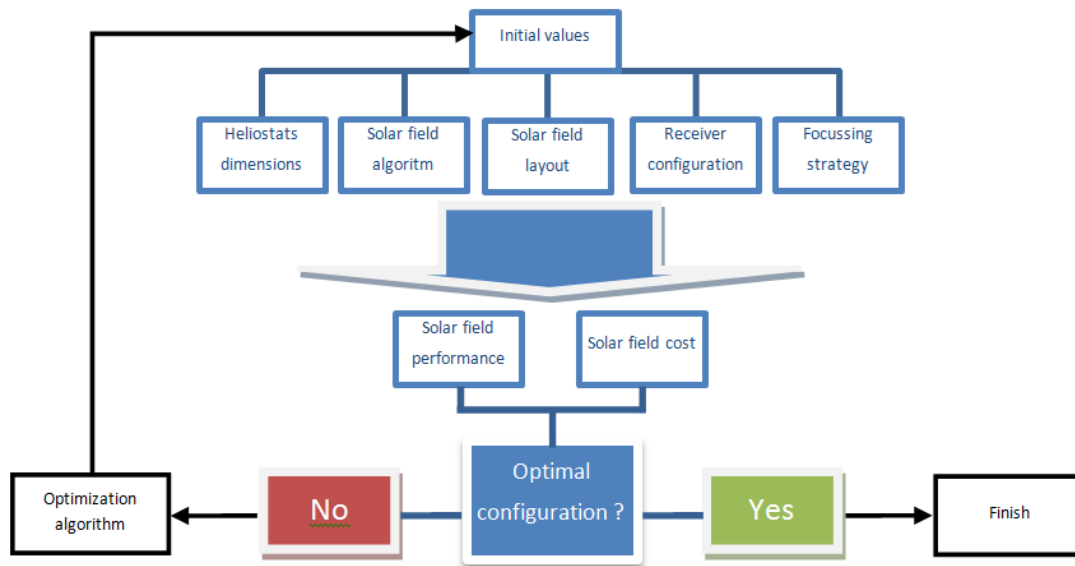 Initial values
Heliostats
dimensions
Solar field
algoritm
Solar field
layout
Receiver
configuration
Focussing
strategy
Solar field
performance
Solar field cost
Optimal
configuration ?
No
Yes
Optimization
algorithm
Finish